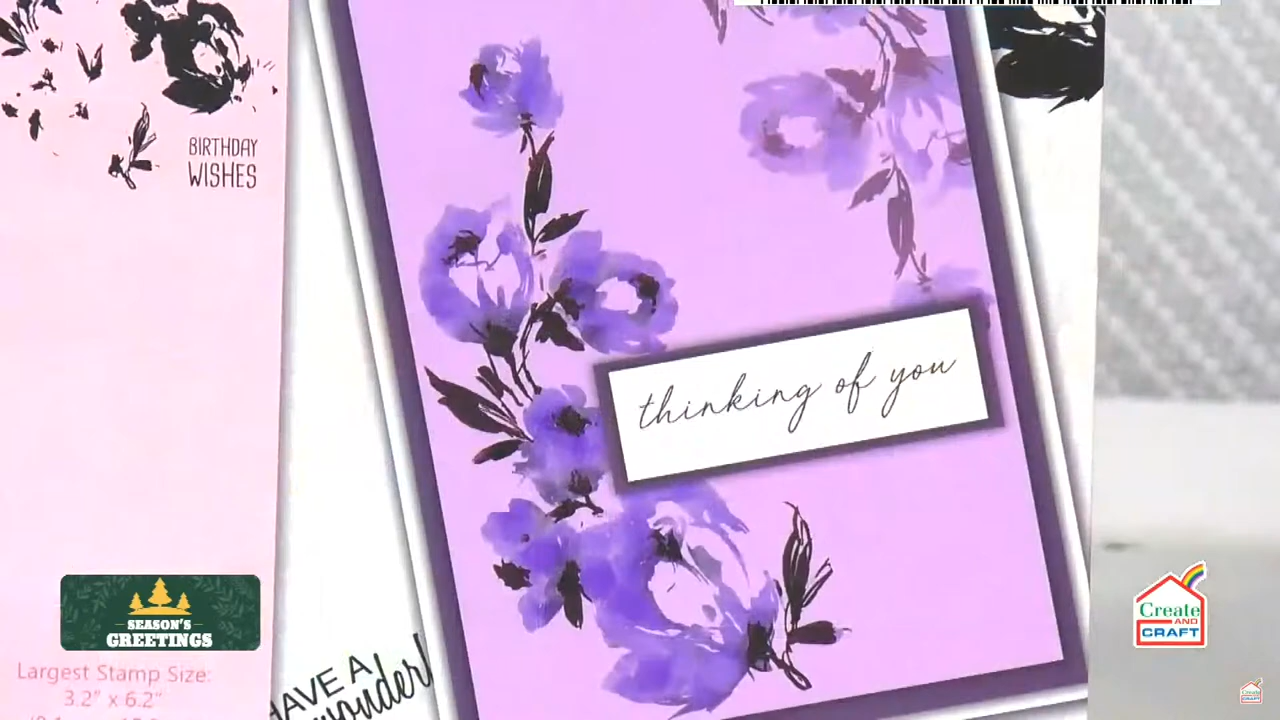 BIRTHDAY
WISHES
thinking of you
SEASON'S
GREETINGS
Create
AND
CRAFT
Largest Stamp Size:
3.2" x 6.2"
HAVE A